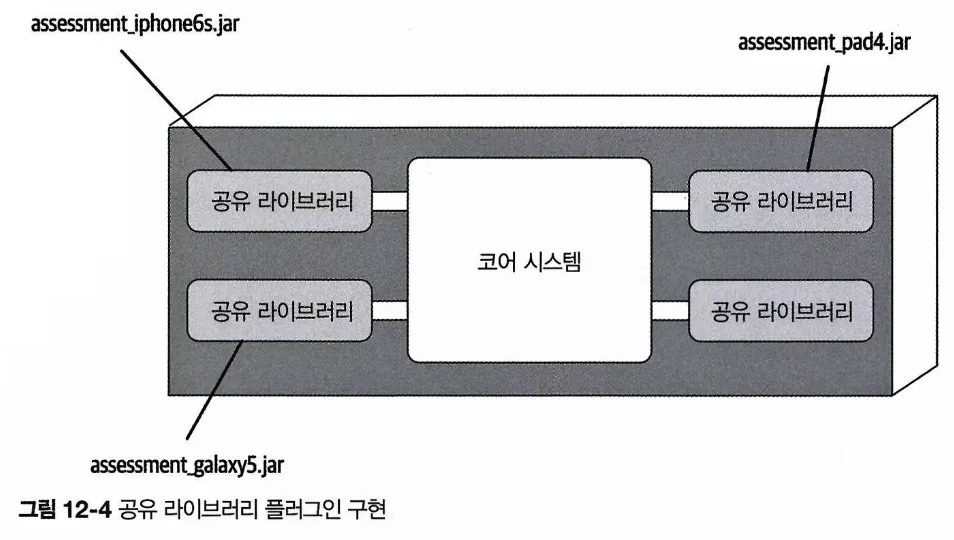 assessment_iphone6s.jar
assessment_pad4.jar
공유 라이브러리
공유 라이브러리
코어 시스템
공유 라이브러리
공유 라이브러리
assessment_galaxy5.jar
그림 12-4 공유 라이브러리 플러그인 구현